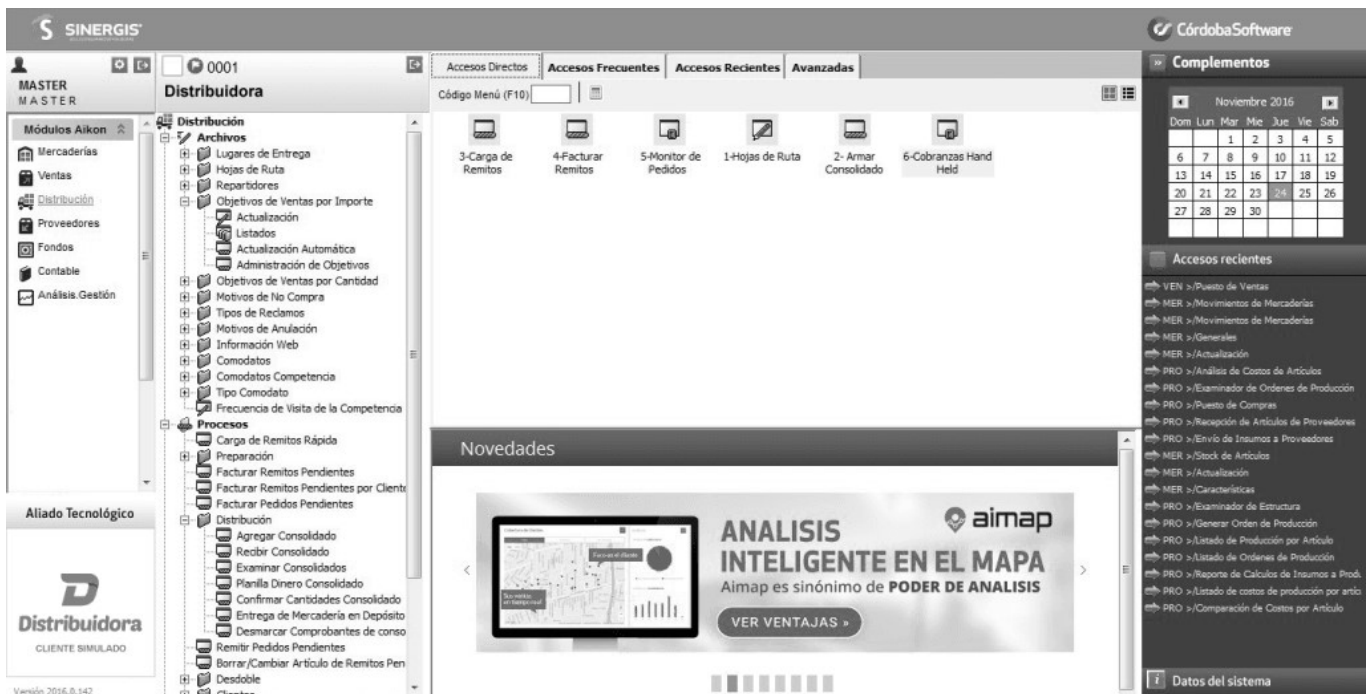 S SINERGIS
CórdobaSoftware
MASTER
MASTER
Módulos Aikon
Mercaderías
Ventas
Distribución
Proveedores
Fondos
Contable
Análisis.Gestión
Aliado Tecnológico
Distribuidora
CLIENTE SIMULADO
Versión 2016.0.142
0001
Distribuidora
Distribución
Archivos
Lugares de Entrega
Hojas de Ruta
Repartidores
Objetivos de Ventas por Importe
Actualización
Listados
Actualización Automática
Administración de Objetivos
Objetivos de Ventas por Cantidad
Motivos de No Compra
Tipos de Reclamos
Motivos de Anulación
Información Web
Comodatos
Comodatos Competencia
Tipo Comodato
Frecuencia de Visita de la Competencia
Procesos
Carga de Remitos Rápida
Preparación
Facturar Remitos Pendientes
Facturar Remitos Pendientes por Cliente
Facturar Pedidos Pendientes
Distribución
Agregar Consolidado
Recibir Consolidado
Examinar Consolidados
Planilla Dinero Consolidado
Confirmar Cantidades Consolidado
Entrega de Mercadería en Depósito
Desmarcar Comprobantes de conso
Remitir Pedidos Pendientes
Borrar/Cambiar Artículo de Remitos Pen
Desdoble
Clientes
Accesos Directos Accesos Frecuentes Accesos Recientes Avanzadas
Código Menú (F10)
3-Carga de Remitos
4-Facturar Remitos
5-Monitor de Pedidos
1-Hojas de Ruta
2- Armar Consolidado
6-Cobranzas Hand Held
Novedades
ANALISIS
INTELIGENTE EN EL MAPA
aimap
Aimap es sinónimo de PODER DE ANALISIS
VER VENTAJAS »
Complementos
Noviembre 2016
Dom Lun Mar Mie Jue Vie Sab
1 2 3 4 5
6 7 8 9 10 11 12
13 14 15 16 17 18 19
20 21 22 23 24 25 26
27 28 29 30
Accesos recientes
VEN >/Puesto de Ventas
MER >/Movimientos de Mercaderías
MER >/Movimientos de Mercaderías
MER >/Generales
MER >/Actualización
PRO >/Análisis de Costos de Artículos
PRO >/Examinador de Ordenes de Producción
PRO >/Puesto de Compras
PRO >/Recepción de Artículos de Proveedores
PRO >/Envío de Insumos a Proveedores
MER >/Stock de Artículos
MER >/Actualización
MER >/Características
PRO >/Examinador de Estructura
PRO >/Generar Orden de Producción
PRO >/Listado de Producción por Artículo
PRO >/Listado de Ordenes de Producción
PRO >/Reporte de Calculos de Insumos a Produ
PRO >/Listado de costos de producción por artic
PRO >/Comparación de Costos por Artículo
Datos del sistema